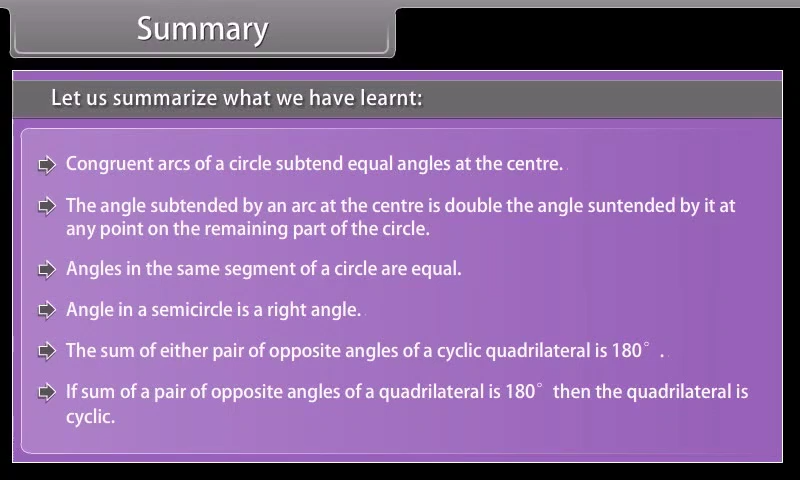 Summary
Let us summarize what we have learnt:
Congruent arcs of a circle subtend equal angles at the centre.
The angle subtended by an arc at the centre is double the angle suntended by it at
any point on the remaining part of the circle.
Angles in the same segment of a circle are equal.
Angle in a semicircle is a right angle.
The sum of either pair of opposite angles of a cyclic quadrilateral is 180° .
If sum of a pair of opposite angles of a quadrilateral is 180° then the quadrilateral is
cyclic.